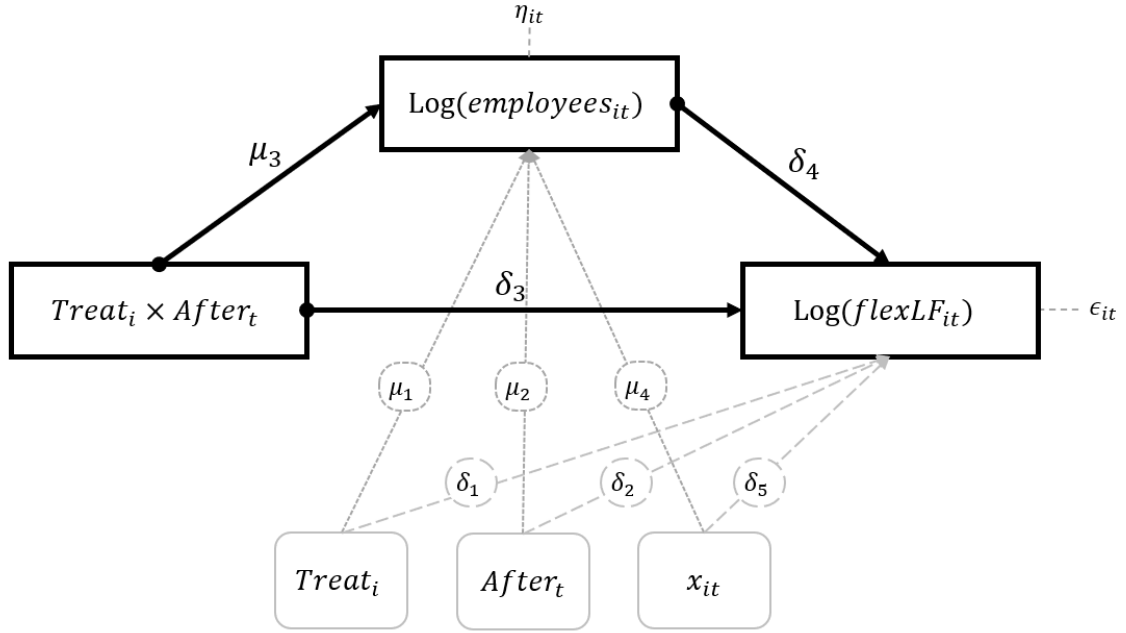 η_it
Log(employees_it)
μ_3
δ_4
Treat_i × After_t
δ_3
Log(flexLF_it)
ϵ_it
μ_1
μ_2
μ_4
δ_1
δ_2
δ_5
Treat_i
After_t
x_it